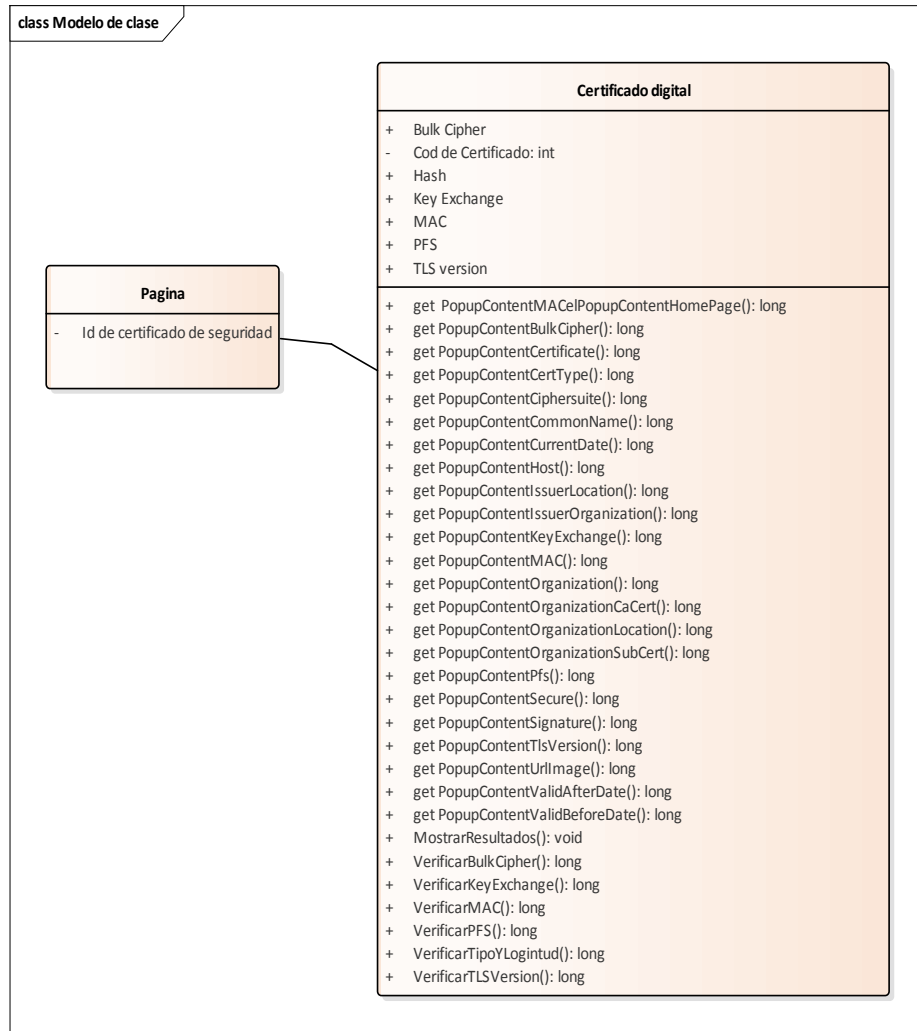 class Modelo de clase
Certificado digital
+ Bulk Cipher
- Cod de Certificado: int
+ Hash
+ Key Exchange
+ MAC
+ PFS
+ TLS version
Pagina
- Id de certificado de seguridad
+ get PopupContentMACelPopupContentHomePage(): long
+ get PopupContentBulkCipher(): long
+ get PopupContentCertificate(): long
+ get PopupContentCertType(): long
+ get PopupContentCiphersuite(): long
+ get PopupContentCommonName(): long
+ get PopupContentCurrentDate(): long
+ get PopupContentHost(): long
+ get PopupContentIssuerLocation(): long
+ get PopupContentIssuerOrganization(): long
+ get PopupContentKeyExchange(): long
+ get PopupContentMAC(): long
+ get PopupContentOrganization(): long
+ get PopupContentOrganizationCaCert(): long
+ get PopupContentOrganizationLocation(): long
+ get PopupContentOrganizationSubCert(): long
+ get PopupContentPfs(): long
+ get PopupContentSecure(): long
+ get PopupContentSignature(): long
+ get PopupContentTlsVersion(): long
+ get PopupContentUrlImage(): long
+ get PopupContentValidAfterDate(): long
+ get PopupContentValidBeforeDate(): long
+ MostrarResultados(): void
+ VerificarBulkCipher(): long
+ VerificarKeyExchange(): long
+ VerificarMAC(): long
+ VerificarPFS(): long
+ VerificarTipoYLogintud(): long
+ VerificarTLSVersion(): long